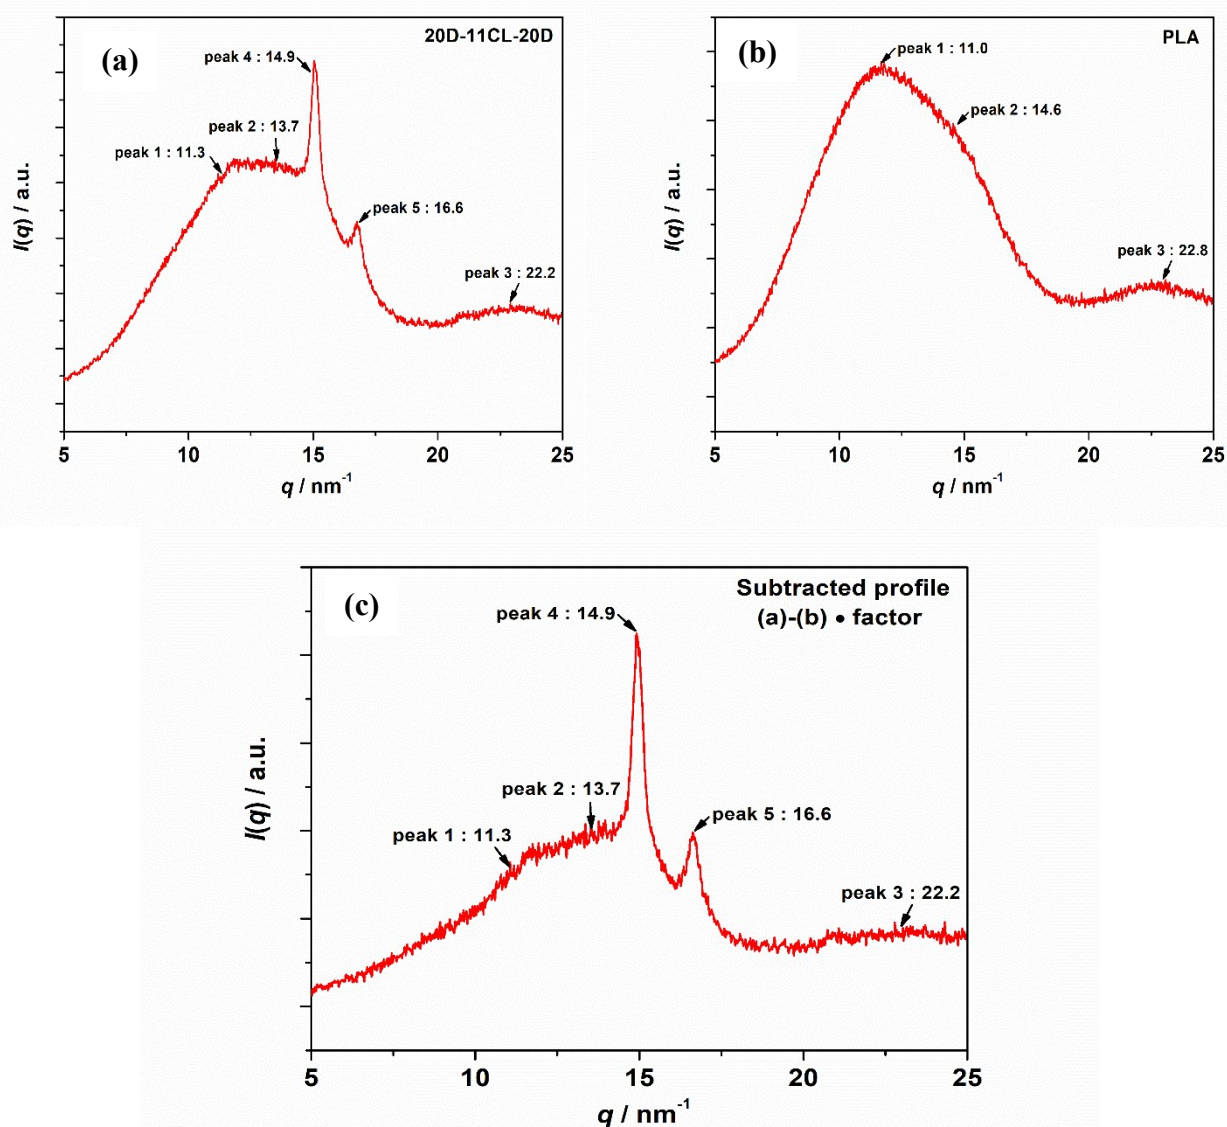 (a)
20D-11CL-20D
peak 4 : 14.9
peak 2 : 13.7
peak 1 : 11.3
peak 5 : 16.6
peak 3 : 22.2
I(q) / a.u.
5 10 15 20 25
q / nm-1
(b)
PLA
peak 1 : 11.0
peak 2 : 14.6
peak 3 : 22.8
I(q) / a.u.
5 10 15 20 25
q / nm-1
(c)
Subtracted profile
(a)-(b) • factor
peak 4 : 14.9
peak 2 : 13.7
peak 1 : 11.3
peak 5 : 16.6
peak 3 : 22.2
I(q) / a.u.
5 10 15 20 25
q / nm-1